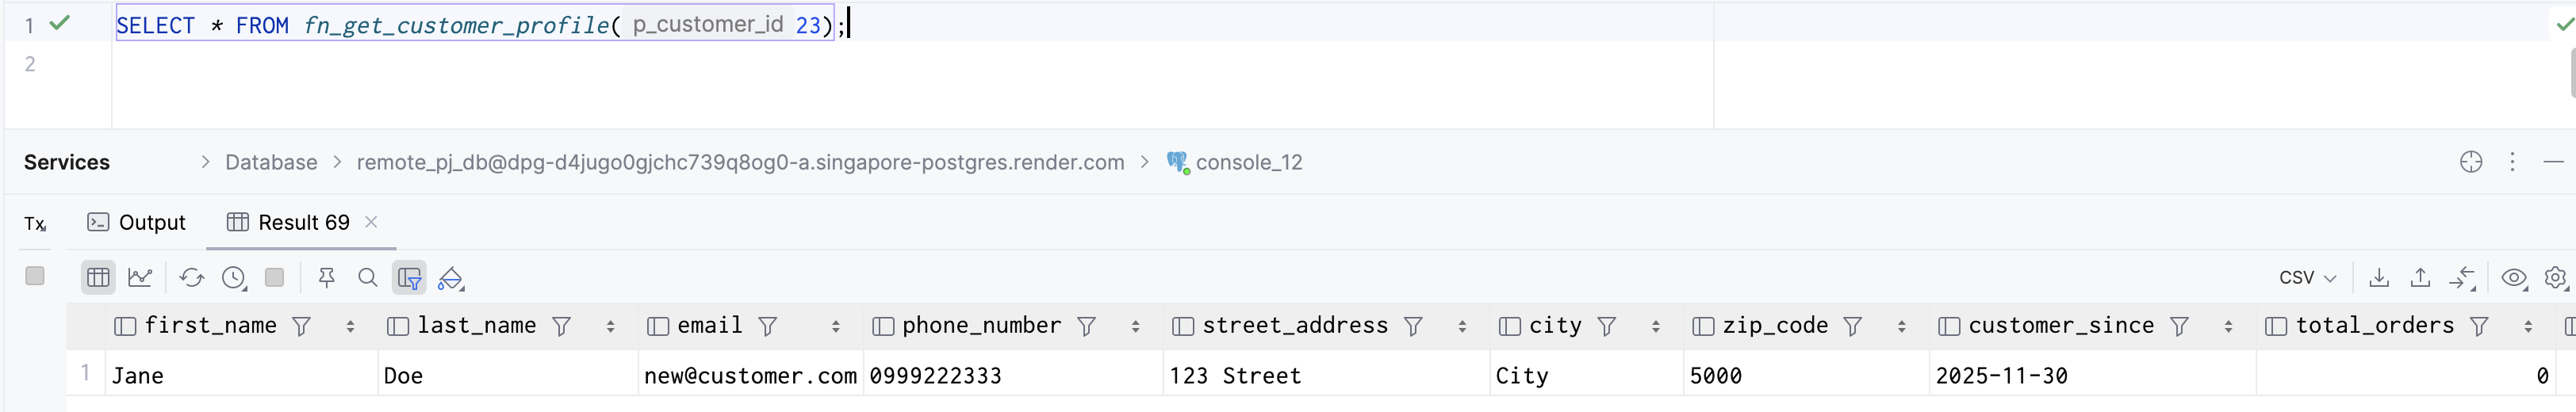 1 SELECT * FROM fn_get_customer_profile( p_customer_id 23);
2
Services > Database > remote_pj_db@dpg-d4jugo0gjchc739q8og0-a.singapore-postgres.render.com > console_12
Tx Output Result 69
CSV
first_name last_name email phone_number street_address city zip_code customer_since total_orders
1 Jane Doe new@customer.com 0999222333 123 Street City 5000 2025-11-30 0